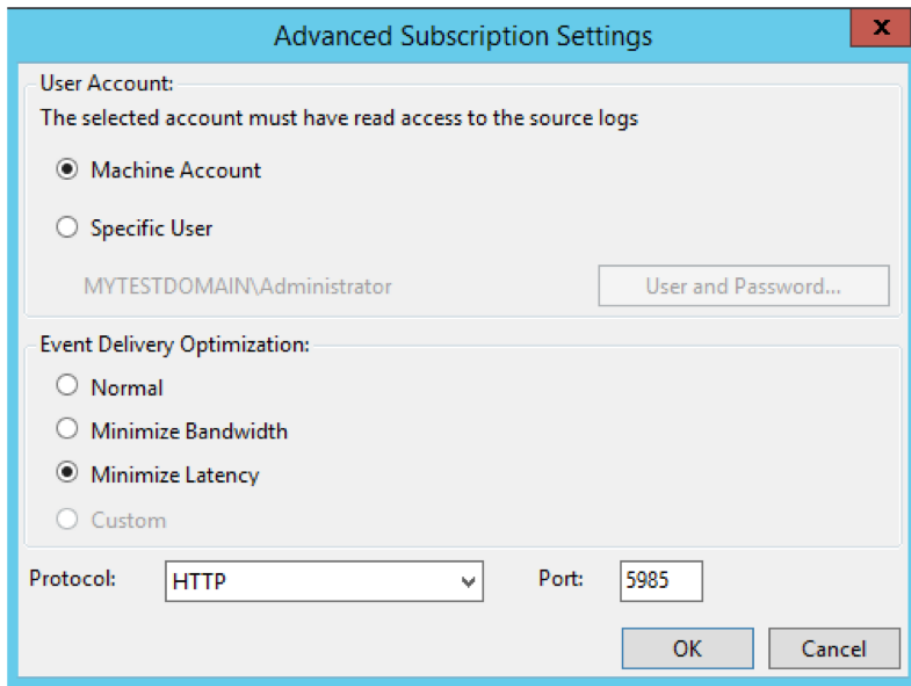 Advanced Subscription Settings
x
User Account:
The selected account must have read access to the source logs
Machine Account
Specific User
MYTESTDOMAIN\Administrator
User and Password...
Event Delivery Optimization:
Normal
Minimize Bandwidth
Minimize Latency
Custom
Protocol: HTTP Port: 5985
OK Cancel